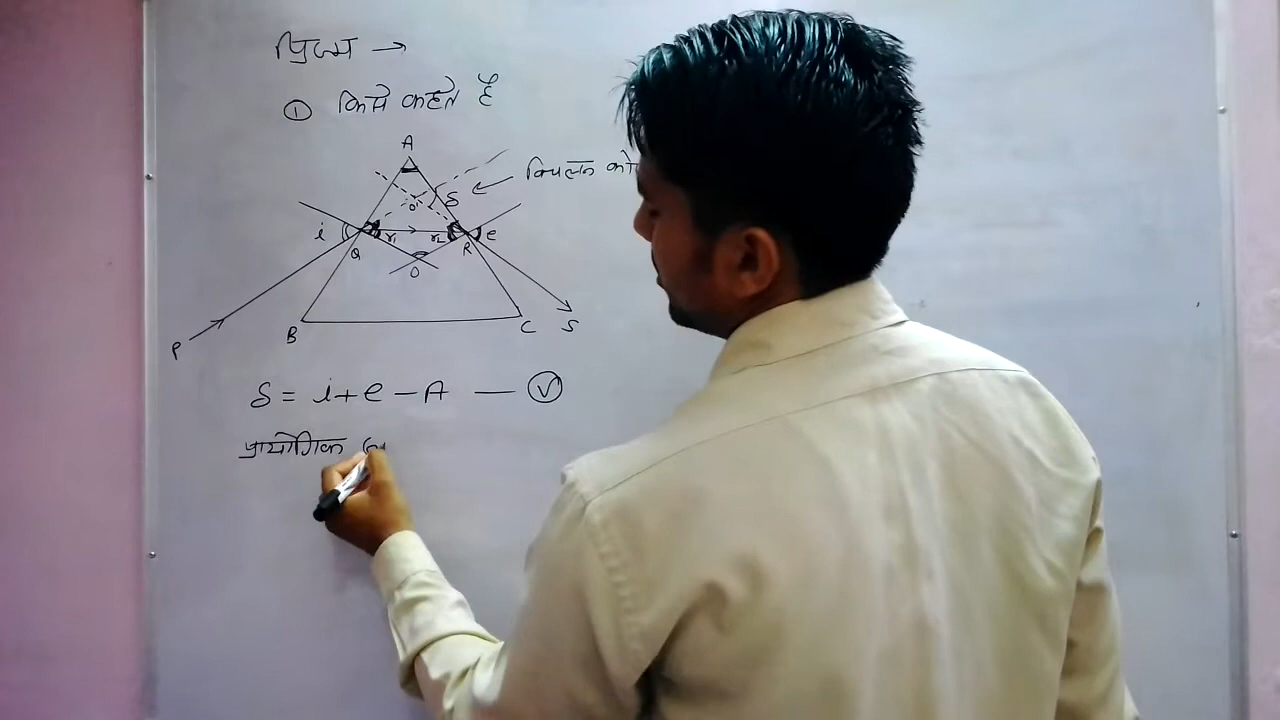 प्रिज्म →
① किसे कहते है
A
विचलन को
δ
O'
i
r₁
r₂
e
Q
R
O
B
C
S
P
δ = i + e − A — Ⓥ
प्रायोगिक